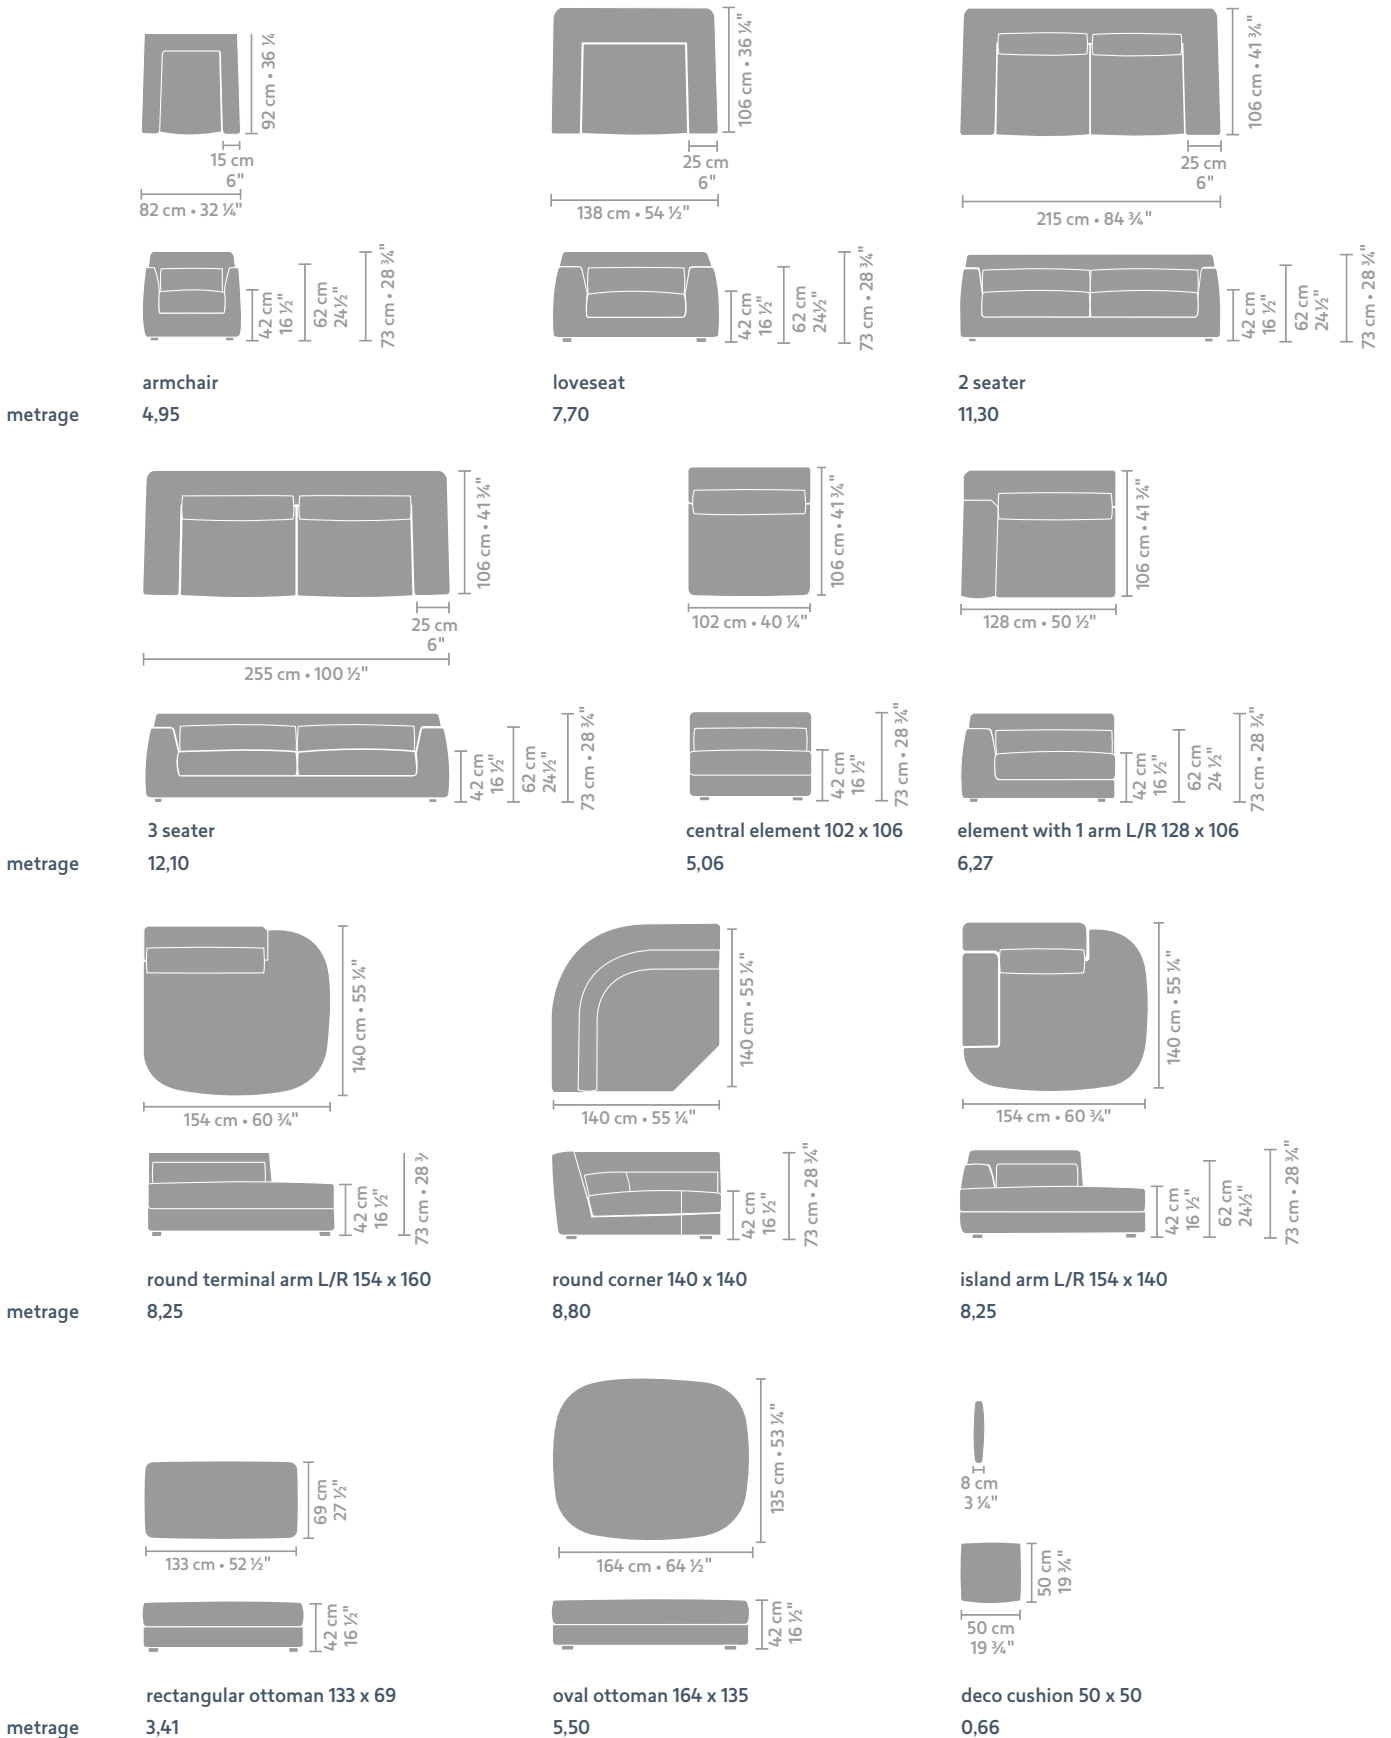 92 cm • 36 ¼
15 cm
6"
82 cm • 32 ¼"
106 cm • 36 ¼"
25 cm
6"
138 cm • 54 ½"
106 cm • 41 ¾"
25 cm
6"
215 cm • 84 ¾"
42 cm
16 ½"
62 cm
24½"
73 cm • 28 ¾"
42 cm
16 ½"
62 cm
24½"
73 cm • 28 ¾"
42 cm
16 ½"
62 cm
24½"
73 cm • 28 ¾"
armchair
loveseat
2 seater
metrage 4,95 7,70 11,30
106 cm • 41 ¾"
25 cm
6"
255 cm • 100 ½"
106 cm • 41 ¾"
102 cm • 40 ¼"
106 cm • 41 ¾"
128 cm • 50 ½"
42 cm
16 ½"
62 cm
24½"
73 cm • 28 ¾"
42 cm
16 ½"
73 cm • 28 ¾"
42 cm
16 ½"
62 cm
24 ½"
73 cm • 28 ¾"
3 seater
central element 102 x 106
element with 1 arm L/R 128 x 106
metrage 12,10 5,06 6,27
140 cm • 55 ¼"
154 cm • 60 ¾"
140 cm • 55 ¼"
140 cm • 55 ¼"
140 cm • 55 ¼"
154 cm • 60 ¾"
42 cm
16 ½"
73 cm • 28 ¾
42 cm
16 ½"
73 cm • 28 ¾"
42 cm
16 ½"
62 cm
24½"
73 cm • 28 ¾"
round terminal arm L/R 154 x 160
round corner 140 x 140
island arm L/R 154 x 140
metrage 8,25 8,80 8,25
69 cm
27 ½"
133 cm • 52 ½"
135 cm • 53 ¼"
164 cm • 64 ½"
8 cm
3 ¼"
50 cm
19 ¾"
50 cm
19 ¾"
42 cm
16 ½"
42 cm
16 ½"
rectangular ottoman 133 x 69
oval ottoman 164 x 135
deco cushion 50 x 50
metrage 3,41 5,50 0,66